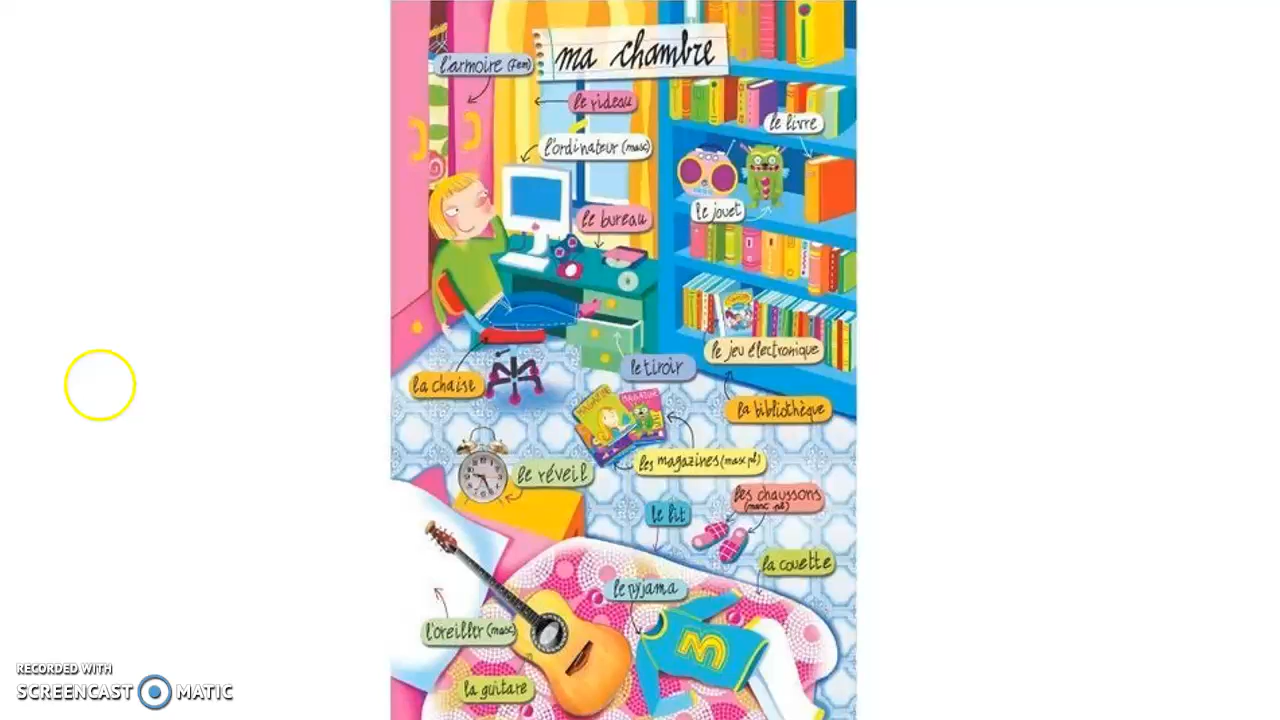 ma chambre
l'armoire (fem)
le rideau
l'ordinateur (masc)
le livre
le bureau
le jouet
le jeu électronique
le tiroir
la chaise
la bibliothèque
MAGAZINE
MAGAZINE
les magazines (masc pl)
le réveil
les chaussons
(masc pl)
le lit
la couette
le pyjama
l'oreiller (masc)
la guitare
RECORDED WITH
SCREENCAST MATIC